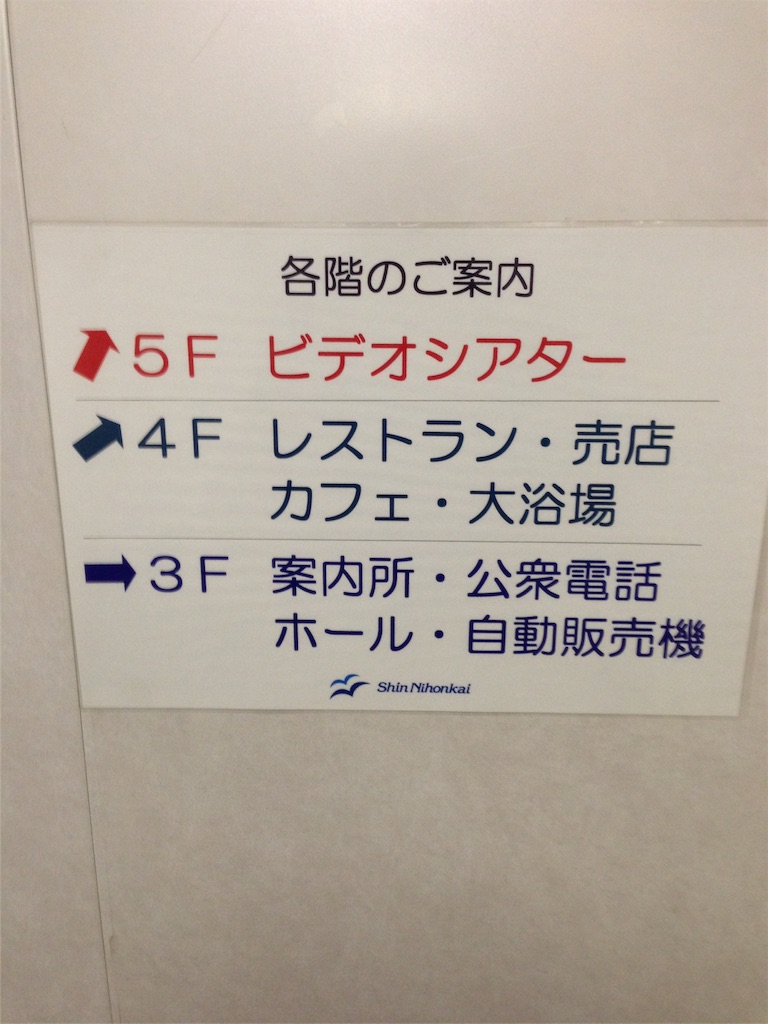 各階のご案内
5F ビデオシアター
4F レストラン・売店
カフェ・大浴場
3F 案内所・公衆電話
ホール・自動販売機
Shin Nihonkai